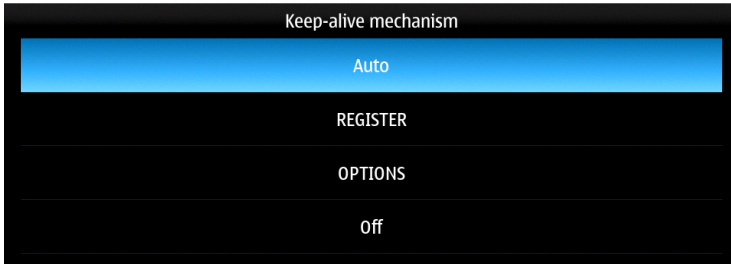 Keep-alive mechanism
Auto
REGISTER
OPTIONS
Off